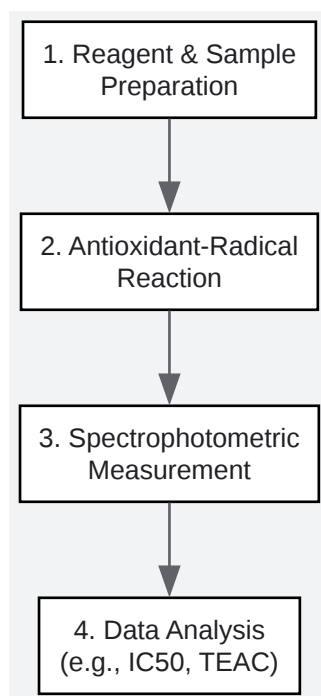 1. Reagent & Sample
Preparation
2. Antioxidant-Radical
Reaction
3. Spectrophotometric
Measurement
4. Data Analysis
(e.g., IC50, TEAC)